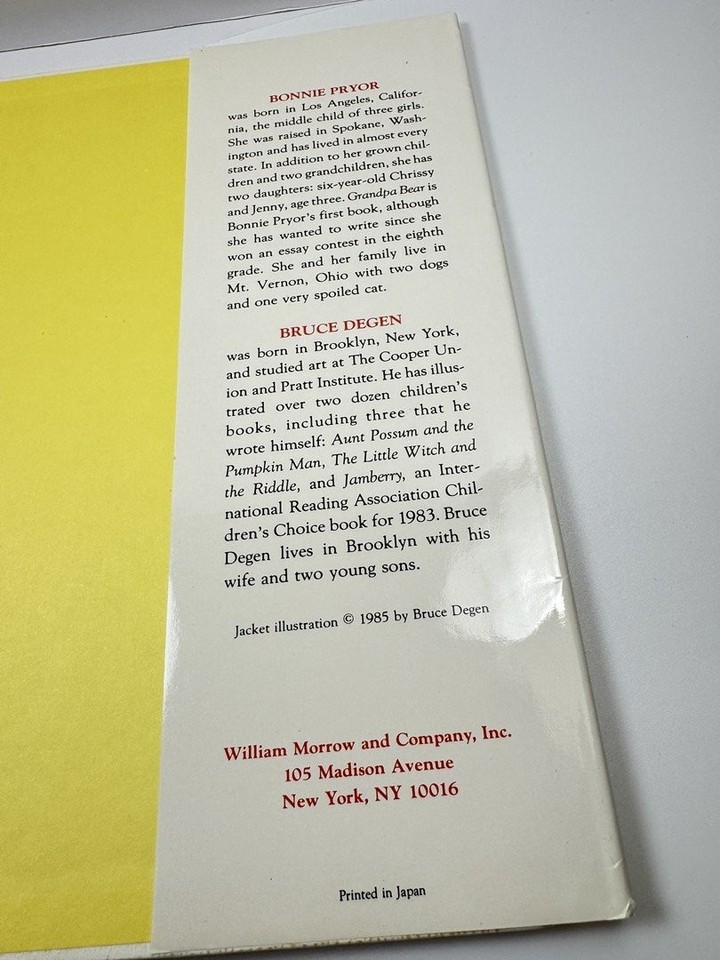 BONNIE PRYOR
was born in Los Angeles, Califor-
nia, the middle child of three girls.
She was raised in Spokane, Wash-
ington and has lived in almost every
state. In addition to her grown chil-
dren and two grandchildren, she has
two daughters: six-year-old Chrissy
and Jenny, age three. Grandpa Bear is
Bonnie Pryor's first book, although
she has wanted to write since she
won an essay contest in the eighth
grade. She and her family live in
Mt. Vernon, Ohio with two dogs
and one very spoiled cat.
BRUCE DEGEN
was born in Brooklyn, New York,
and studied art at The Cooper Un-
ion and Pratt Institute. He has illus-
trated over two dozen children's
books, including three that he
wrote himself: Aunt Possum and the
Pumpkin Man, The Little Witch and
the Riddle, and Jamberry, an Inter-
national Reading Association Chil-
dren's Choice book for 1983. Bruce
Degen lives in Brooklyn with his
wife and two young sons.
Jacket illustration © 1985 by Bruce Degen
William Morrow and Company, Inc.
105 Madison Avenue
New York, NY 10016
Printed in Japan